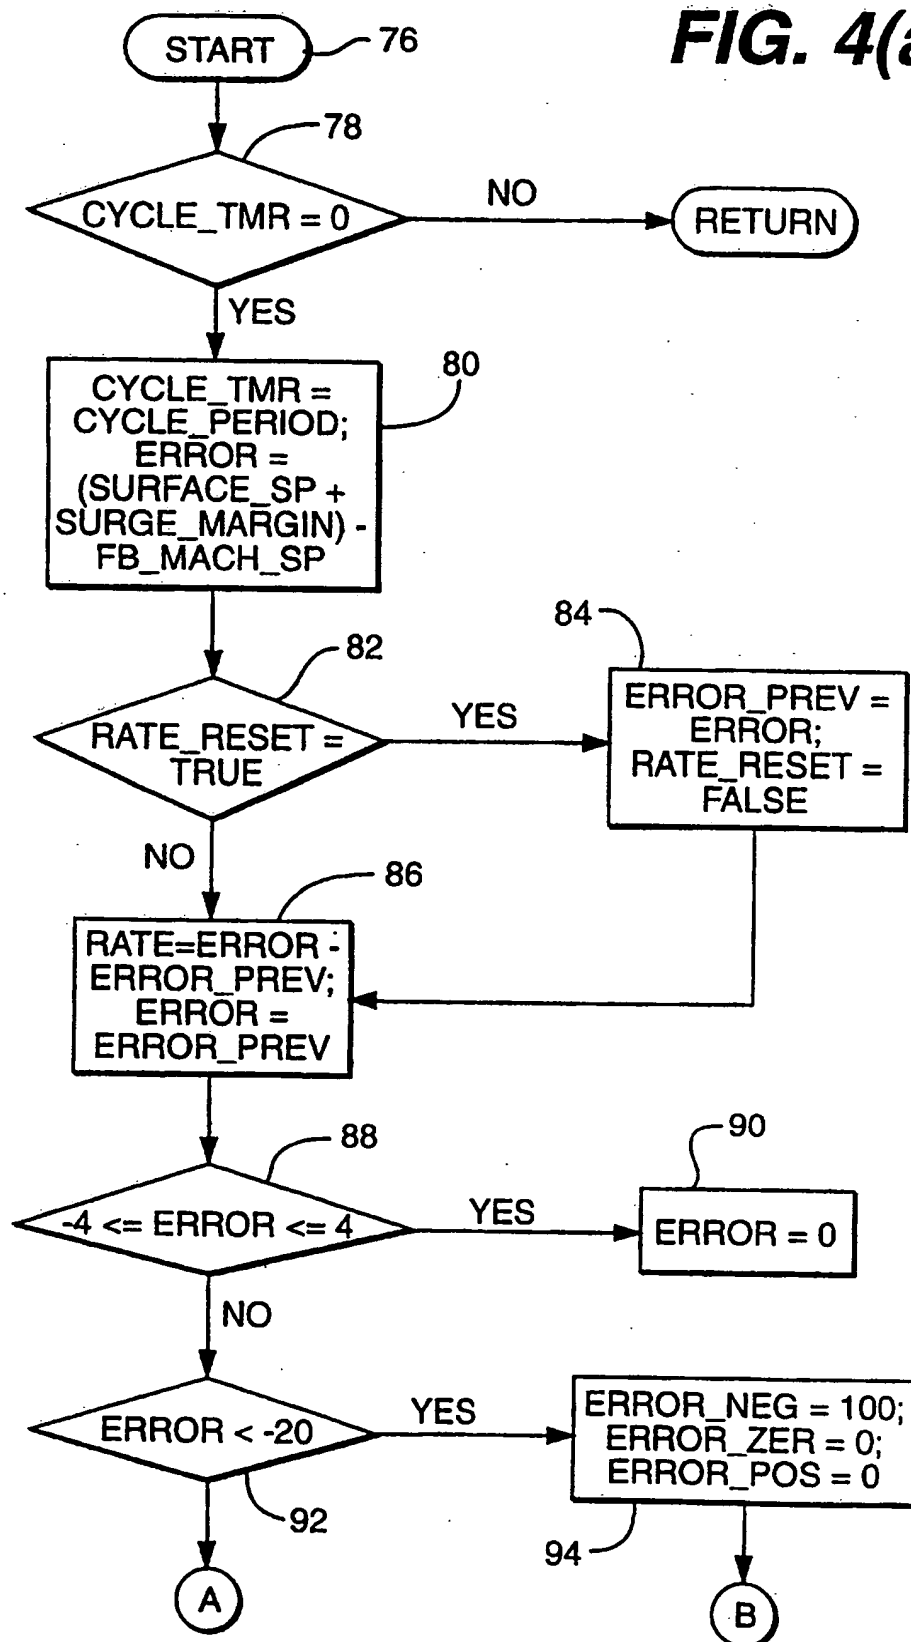 FIG. 4(a
START
76
78
CYCLE_TMR = 0
NO
RETURN
YES
80
CYCLE_TMR =
CYCLE_PERIOD;
ERROR =
(SURFACE_SP +
SURGE_MARGIN) -
FB_MACH_SP
82
RATE_RESET =
TRUE
YES
84
ERROR_PREV =
ERROR;
RATE_RESET =
FALSE
NO
86
RATE=ERROR -
ERROR_PREV;
ERROR =
ERROR_PREV
88
-4 <= ERROR <= 4
YES
90
ERROR = 0
NO
ERROR < -20
YES
92
ERROR_NEG = 100;
ERROR_ZER = 0;
ERROR_POS = 0
94
A
B